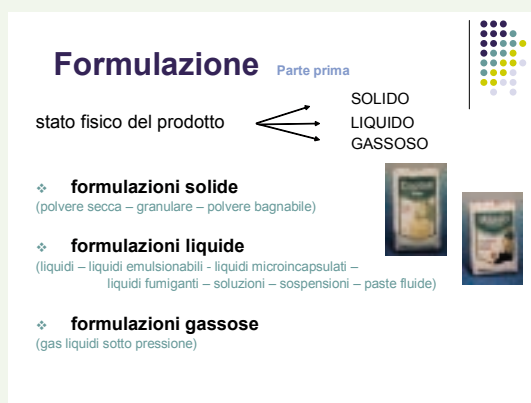 Formulazione Parte prima
SOLIDO
stato fisico del prodotto LIQUIDO
GASSOSO
❖ formulazioni solide
(polvere secca – granulare – polvere bagnabile)
❖ formulazioni liquide
(liquidi – liquidi emulsionabili - liquidi microincapsulati –
liquidi fumiganti – soluzioni – sospensioni – paste fluide)
❖ formulazioni gassose
(gas liquidi sotto pressione)